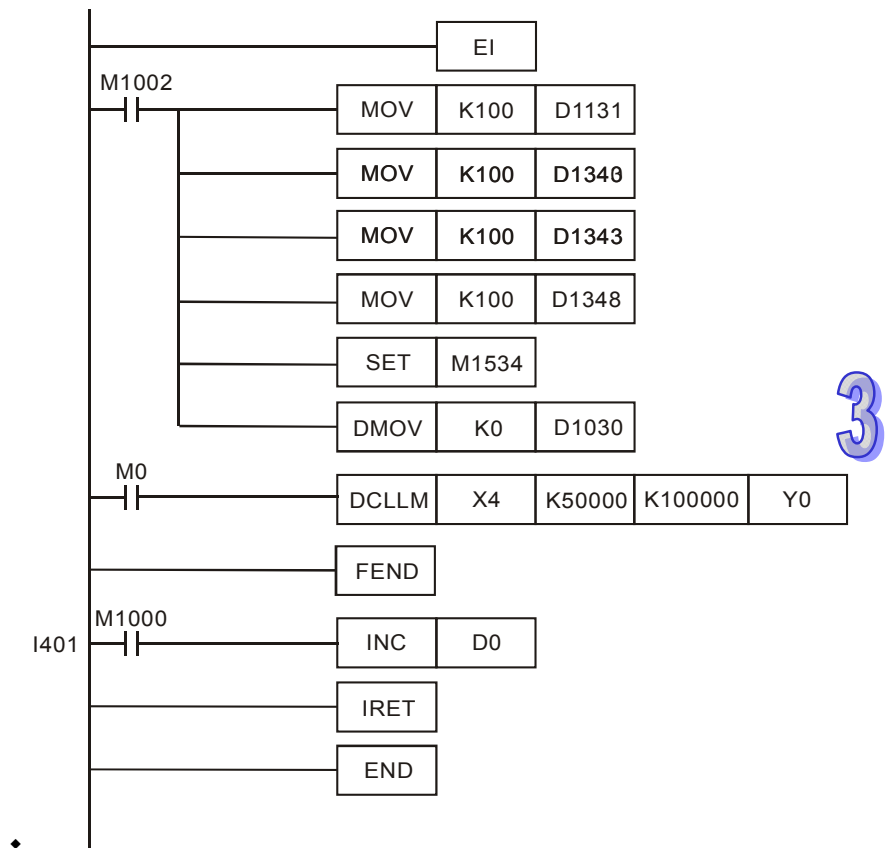 EI
M1002
MOV K100 D1131
MOV K100 D1340
MOV K100 D1343
MOV K100 D1348
SET M1534
DMOV K0 D1030
3
M0
DCLLM X4 K50000 K100000 Y0
FEND
M1000
I401 INC D0
IRET
END